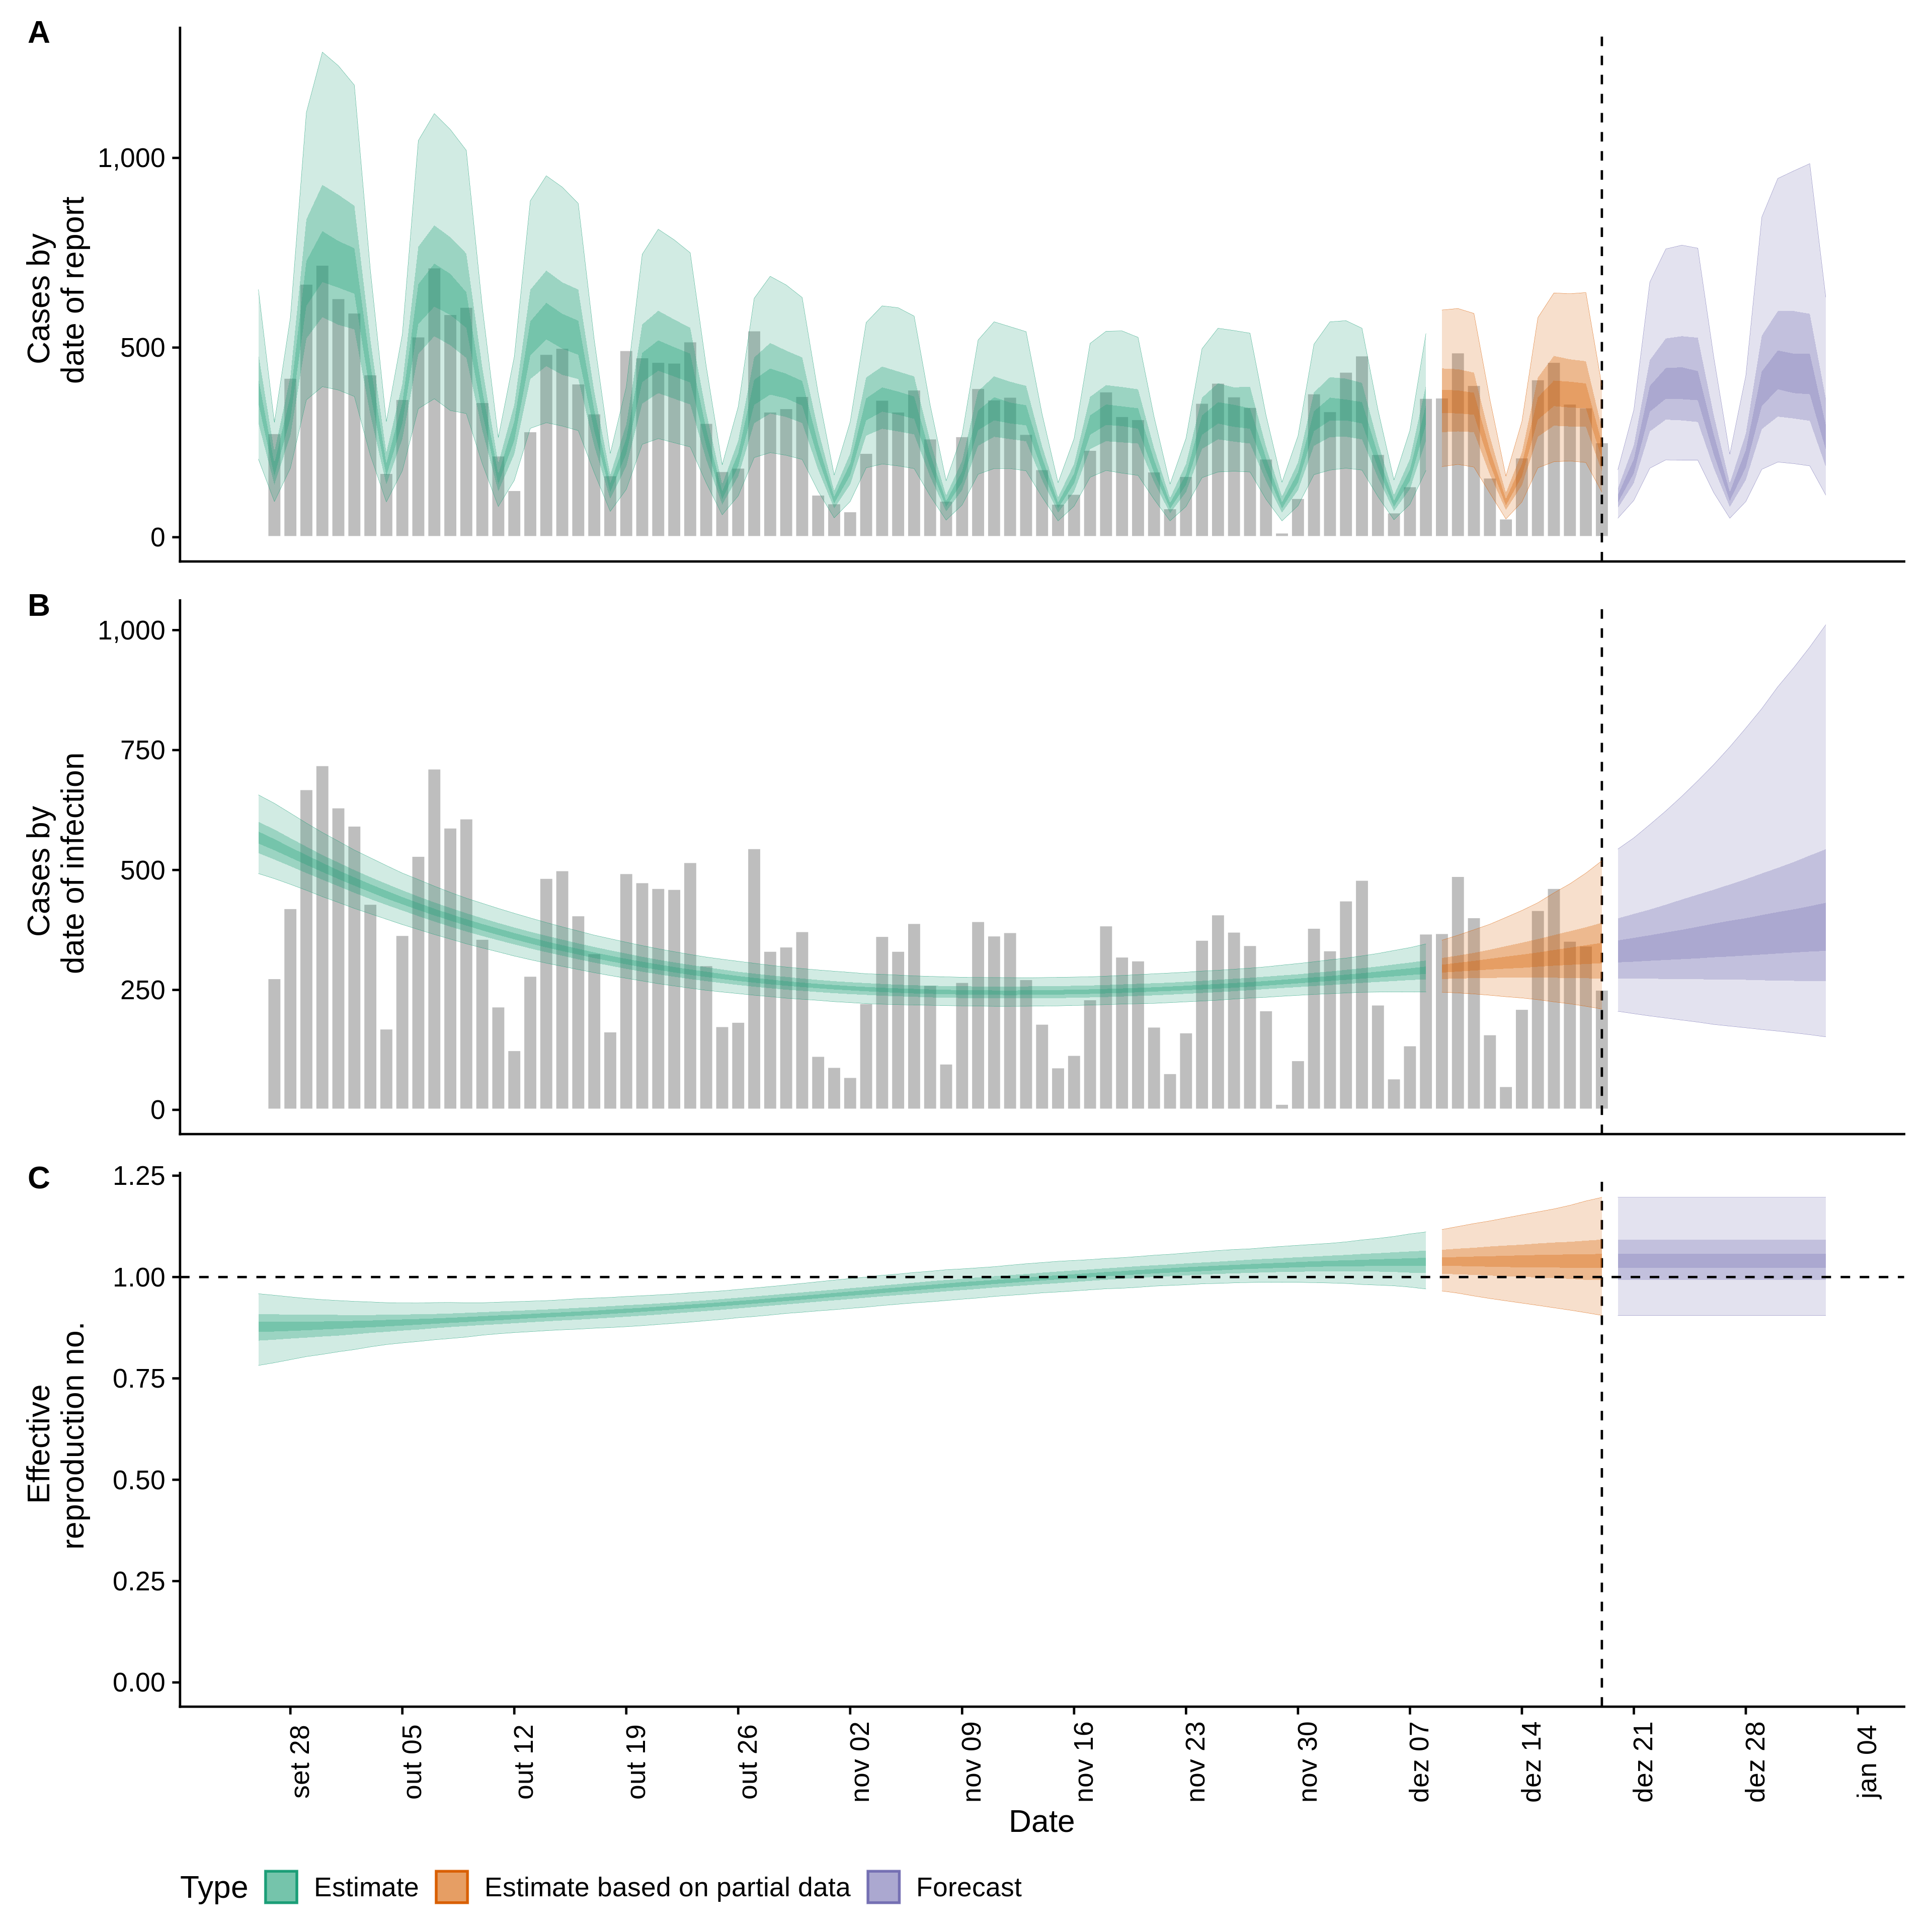 A
Cases by
date of report
1,000
500
0
B
Cases by
date of infection
1,000
750
500
250
0
C
Effective
reproduction no.
1.25
1.00
0.75
0.50
0.25
0.00
set 28
out 05
out 12
out 19
out 26
nov 02
nov 09
nov 16
nov 23
nov 30
dez 07
dez 14
dez 21
dez 28
jan 04
Date
Type
Estimate
Estimate based on partial data
Forecast